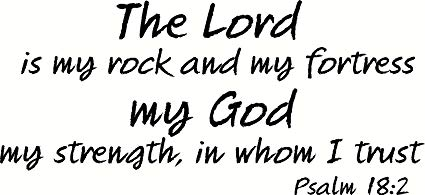 The Lord
is my rock and my fortress
my God
my strength, in whom I trust
Psalm 18:2